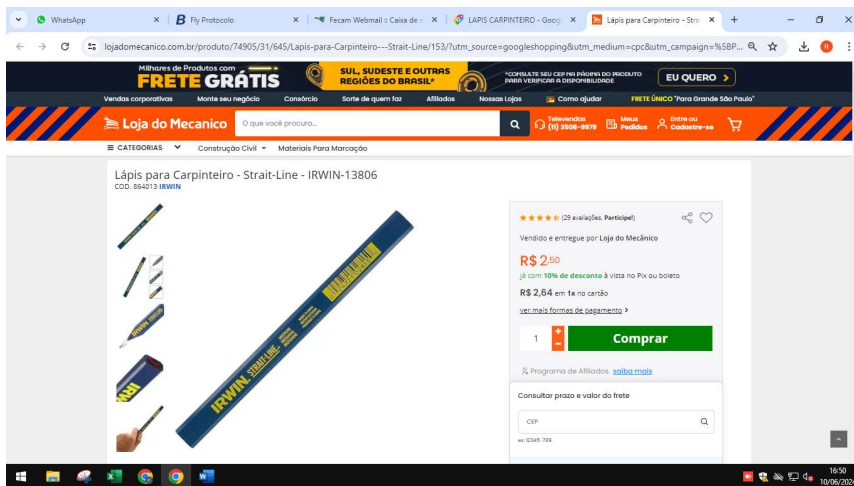 WhatsApp
Fly Protocolo
Fecam Webmail :: Caixa de e
LAPIS CARPINTEIRO - Goog
Lápis para Carpinteiro - Strai
lojadomecanico.com.br/produto/74905/31/645/Lapis-para-Carpinteiro---Strait-Line/153/?utm_source=googleshopping&utm_medium=cpc&utm_campaign=%5BP...
Milhares de Produtos com
FRETE GRÁTIS
SUL, SUDESTE E OUTRAS
REGIÕES DO BRASIL*
*CONSULTE SEU CEP NA PÁGINA DO PRODUTO
PARA VERIFICAR A DISPONIBILIDADE
EU QUERO
Vendas corporativas
Monte seu negócio
Consórcio
Sorte de quem faz
Afiliados
Nossas Lojas
Como ajudar
FRETE ÚNICO "Para Grande São Paulo"
Loja do Mecanico
O que você procura...
Televendas
(11) 3508-9979
Meus
Pedidos
Entre ou
Cadastre-se
CATEGORIAS
Construção Civil
Materiais Para Marcação
Lápis para Carpinteiro - Strait-Line - IRWIN-13806
COD. 864013 IRWIN
(29 avaliações, Participe!)
Vendido e entregue por Loja do Mecânico
R$ 2,50
Já com 10% de desconto à vista no Pix ou boleto
R$ 2,64 em 1x no cartão
ver mais formas de pagamento >
1
+
-
Comprar
Programa de Afiliados. saiba mais
Consultar prazo e valor do frete
CEP
ex: 12345-789
IRWIN. STRAIT-LINE
IRWIN. STRAIT-LINE
IRWIN
16:50
10/06/2024